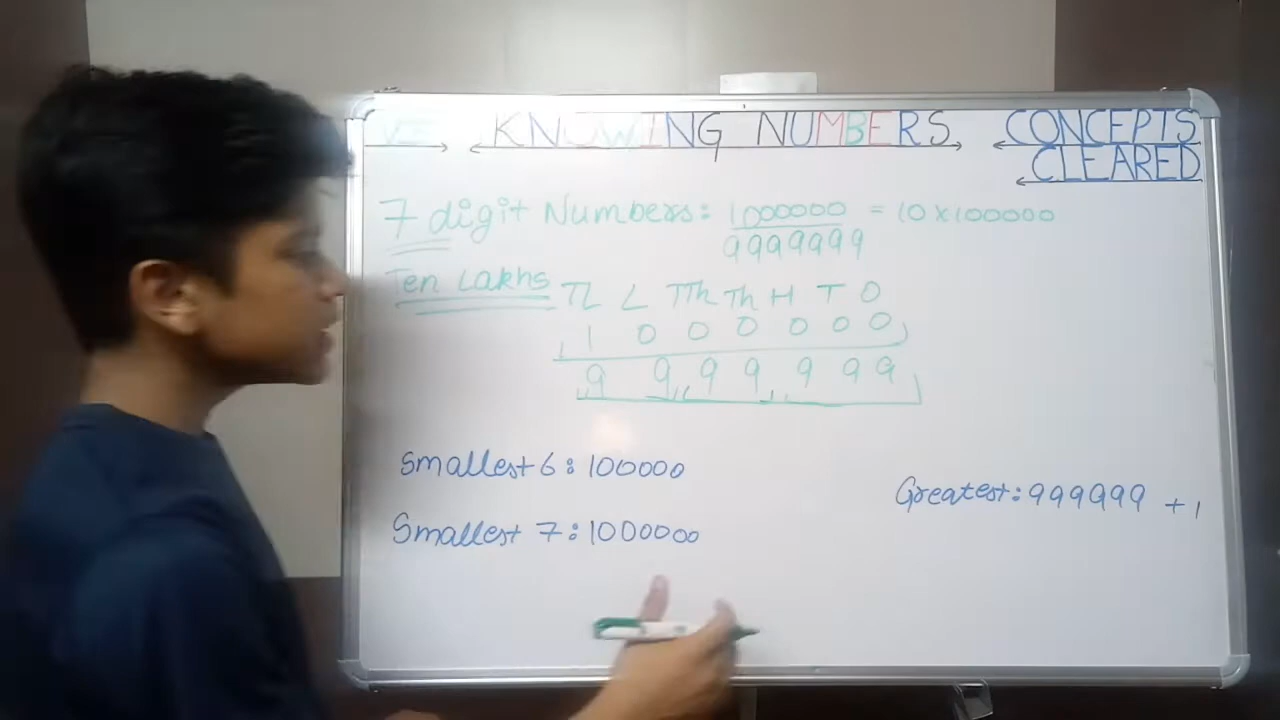 KNOWING NUMBERS
CONCEPTS
CLEARED
7 digit Numbers: 1000000 = 10 x 100000
9999999
Ten Lakhs
TL L TTh Th H T O
1 0 0 0 0 0 0
9 9 9 9 9 9 9
Smallest 6: 100000
Greatest: 999999 + 1
Smallest 7: 1000000